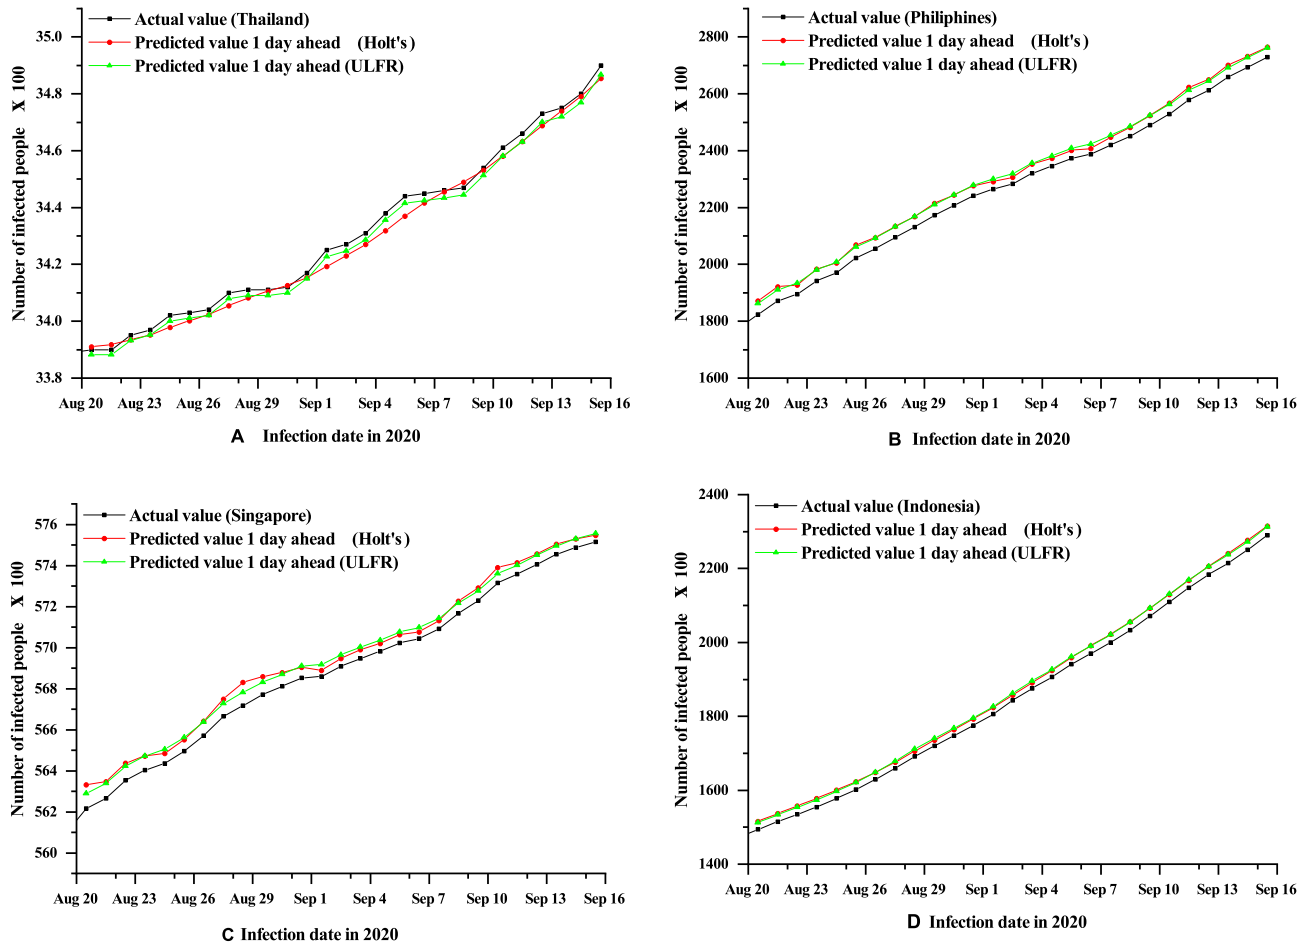 Actual value (Thailand)
Predicted value 1 day ahead (Holt's)
Predicted value 1 day ahead (ULFR)
Number of infected people X 100
35.0
34.8
34.6
34.4
34.2
34.0
33.8
Aug 20 Aug 23 Aug 26 Aug 29 Sep 1 Sep 4 Sep 7 Sep 10 Sep 13 Sep 16
A Infection date in 2020
Actual value (Philiphines)
Predicted value 1 day ahead (Holt's)
Predicted value 1 day ahead (ULFR)
Number of infected people X 100
2800
2600
2400
2200
2000
1800
1600
Aug 20 Aug 23 Aug 26 Aug 29 Sep 1 Sep 4 Sep 7 Sep 10 Sep 13 Sep 16
B Infection date in 2020
Actual value (Singapore)
Predicted value 1 day ahead (Holt's)
Predicted value 1 day ahead (ULFR)
Number of infected people X 100
576
574
572
570
568
566
564
562
560
Aug 20 Aug 23 Aug 26 Aug 29 Sep 1 Sep 4 Sep 7 Sep 10 Sep 13 Sep 16
C Infection date in 2020
Actual value (Indonesia)
Predicted value 1 day ahead (Holt's)
Predicted value 1 day ahead (ULFR)
Number of infected people X 100
2400
2200
2000
1800
1600
1400
Aug 20 Aug 23 Aug 26 Aug 29 Sep 1 Sep 4 Sep 7 Sep 10 Sep 13 Sep 16
D Infection date in 2020